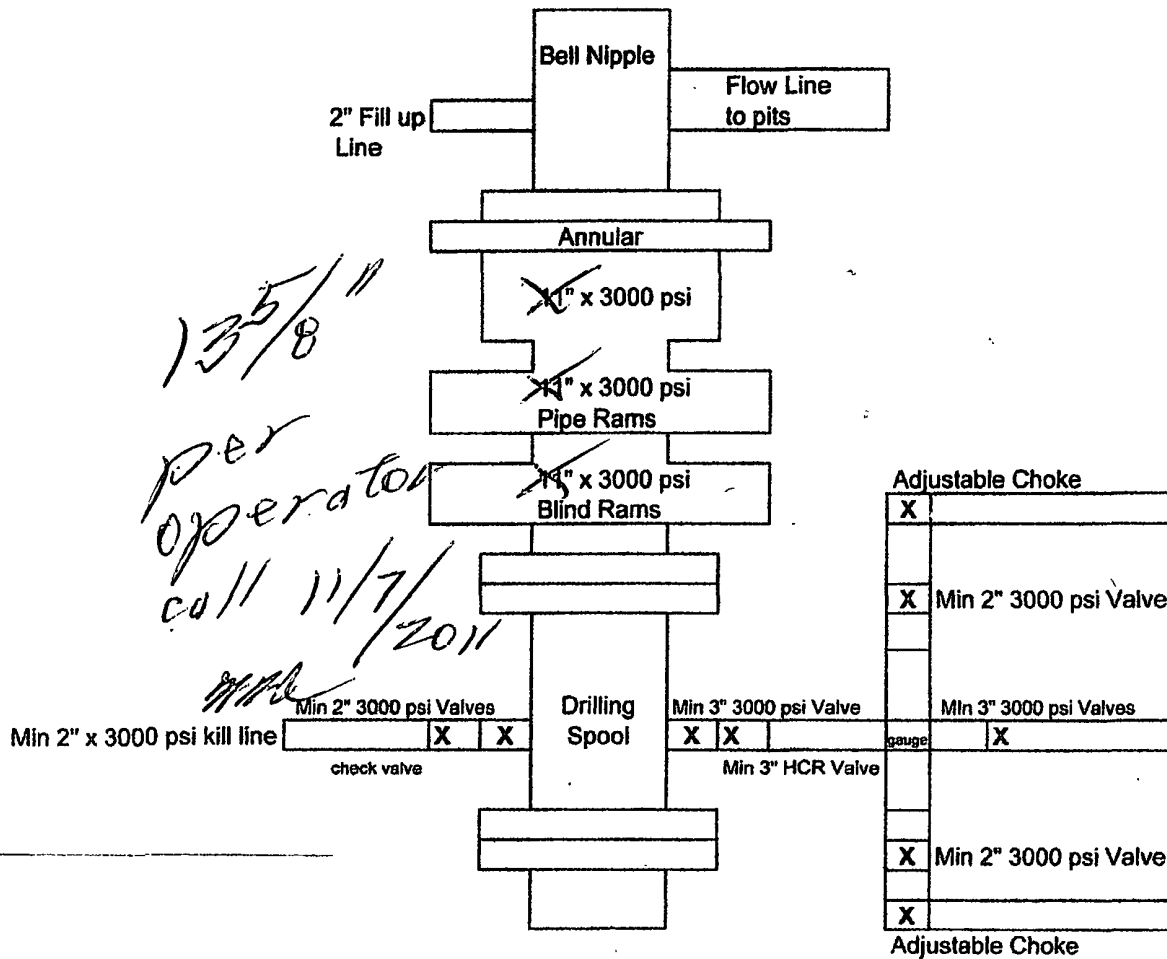 Bell Nipple
Flow Line
to pits
2" Fill up
Line
Annular
11" x 3000 psi
13 5/8"
11" x 3000 psi
Pipe Rams
per
operator
call 11/7/2011
11" x 3000 psi
Blind Rams
Adjustable Choke
X
X Min 2" 3000 psi Valve
Min 2" 3000 psi Valves
Drilling
Spool
Min 3" 3000 psi Valve
Min 3" 3000 psi Valves
Min 2" x 3000 psi kill line
X X
X X
gauge
X
check valve
Min 3" HCR Valve
X Min 2" 3000 psi Valve
X
Adjustable Choke